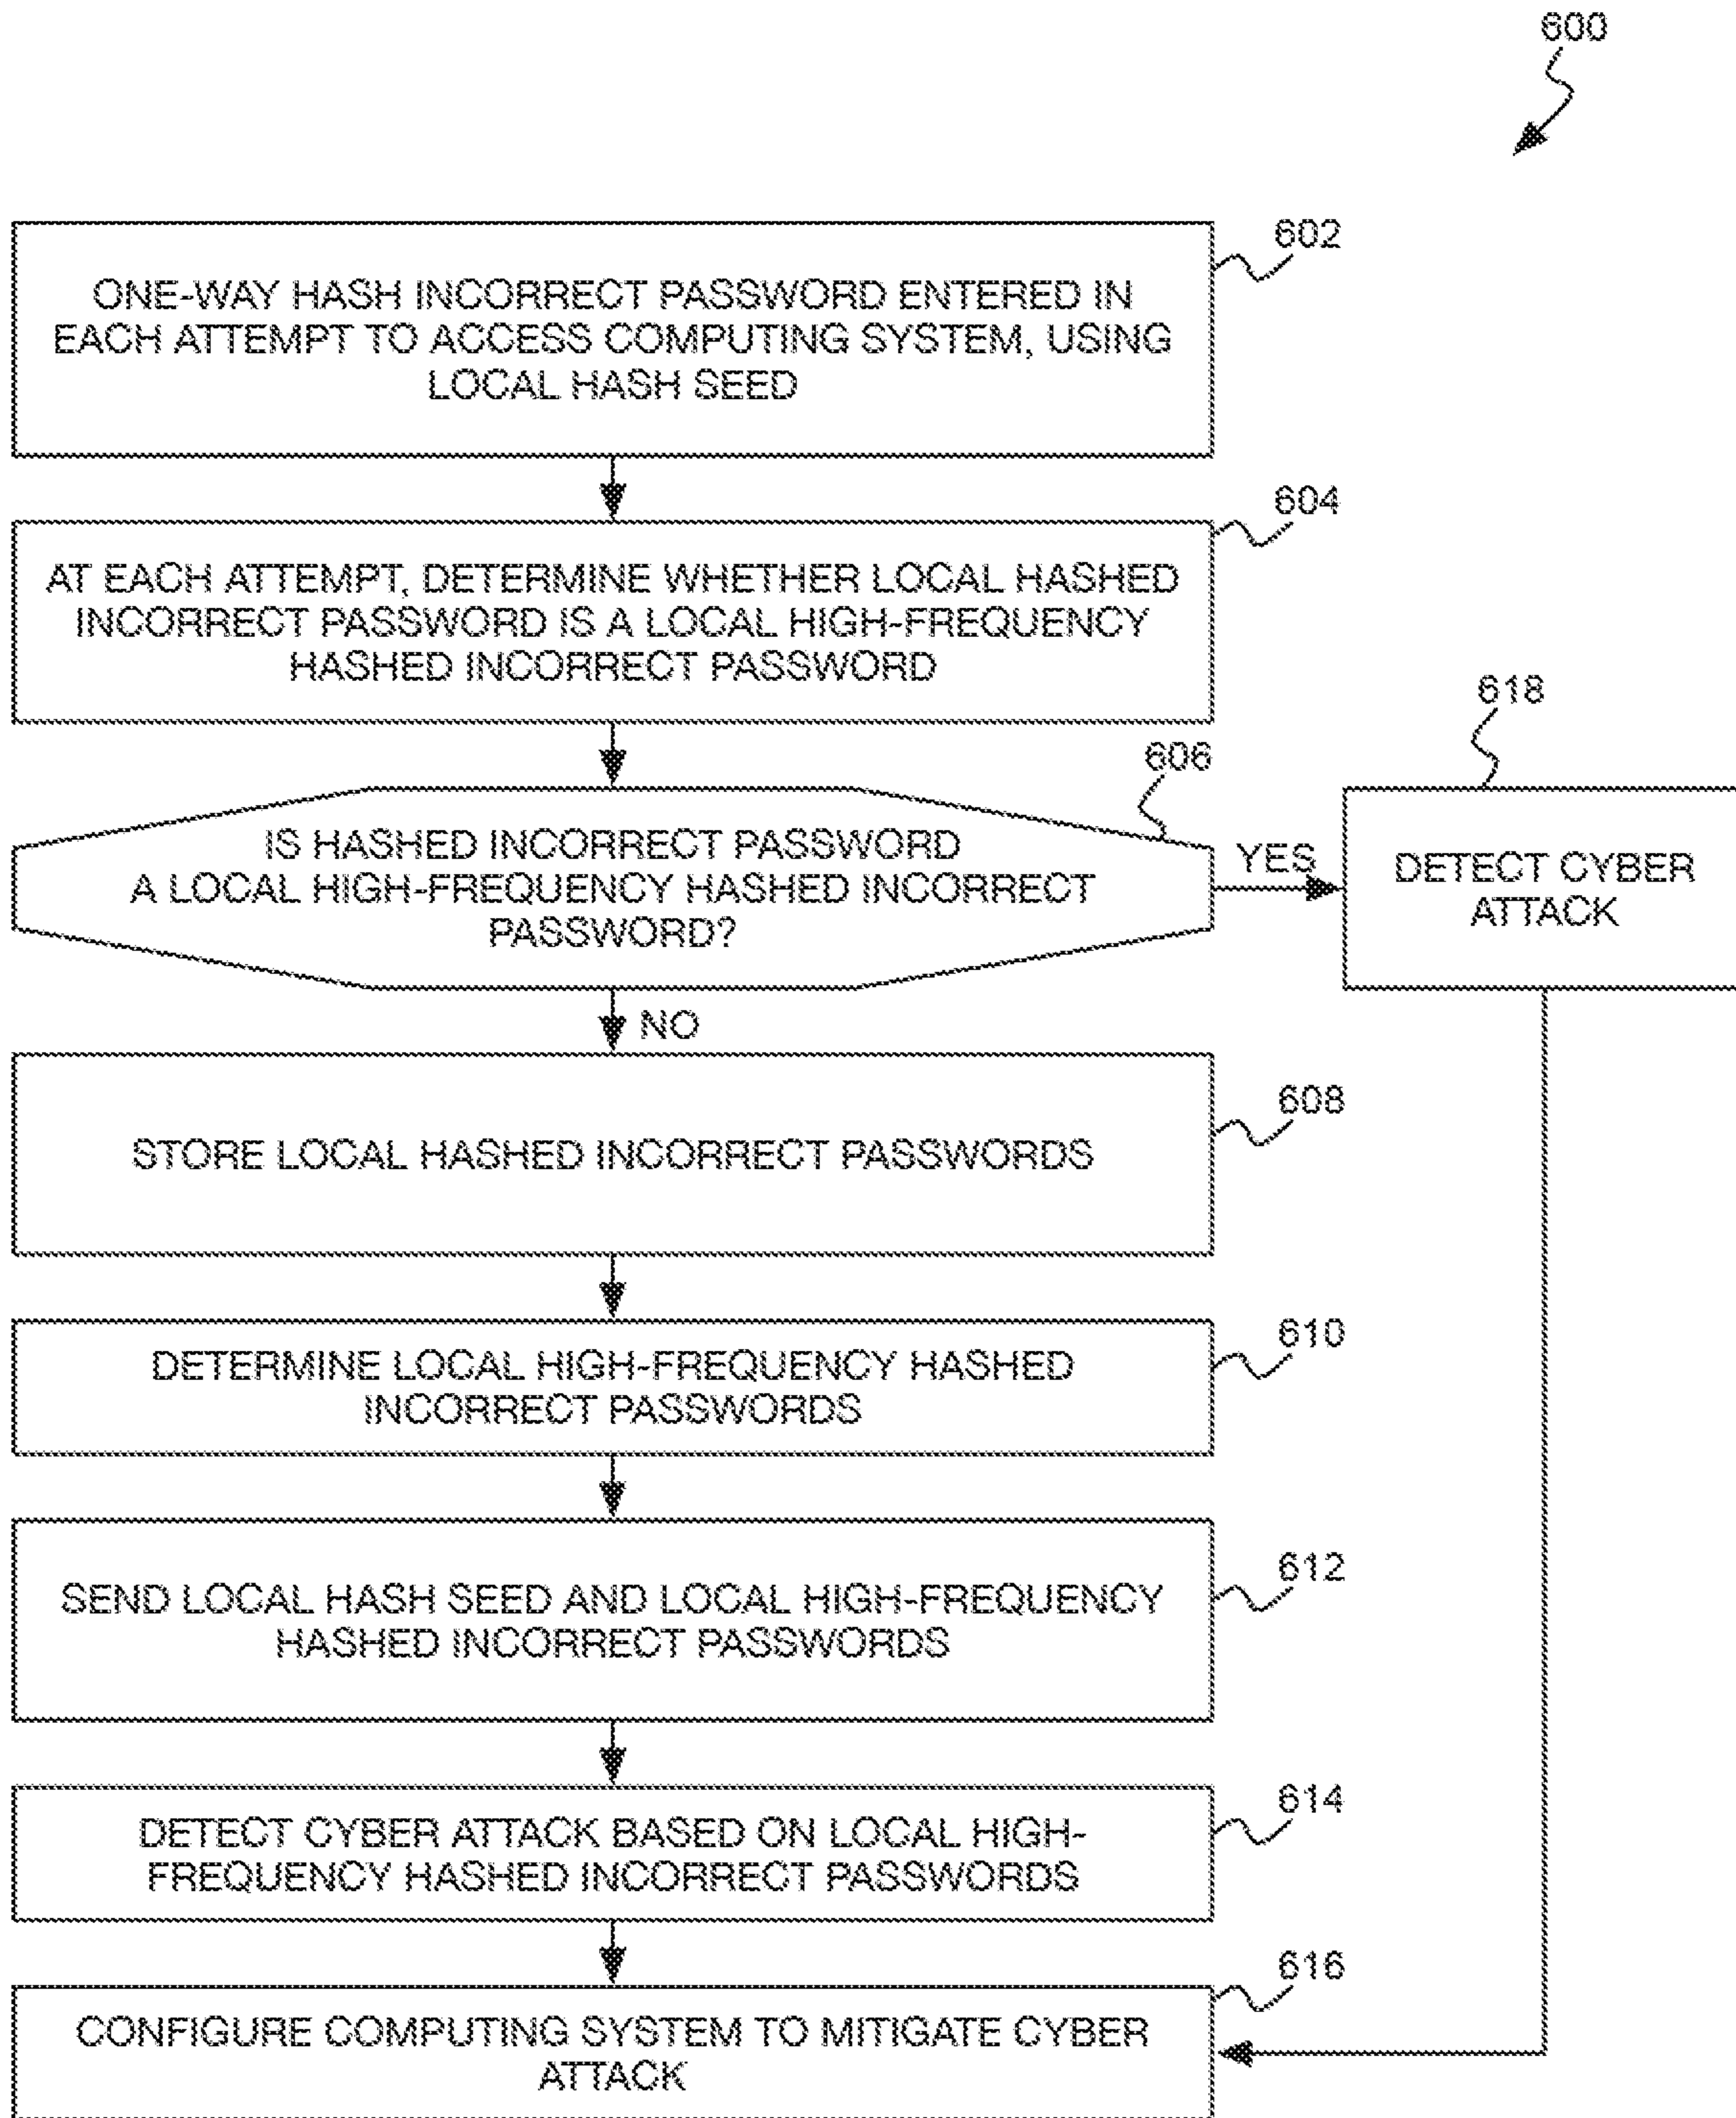 600
602
ONE-WAY HASH INCORRECT PASSWORD ENTERED IN
EACH ATTEMPT TO ACCESS COMPUTING SYSTEM, USING
LOCAL HASH SEED
604
AT EACH ATTEMPT, DETERMINE WHETHER LOCAL HASHED
INCORRECT PASSWORD IS A LOCAL HIGH-FREQUENCY
HASHED INCORRECT PASSWORD
606
618
IS HASHED INCORRECT PASSWORD
A LOCAL HIGH-FREQUENCY HASHED INCORRECT
PASSWORD?
YES
DETECT CYBER
ATTACK
NO
608
STORE LOCAL HASHED INCORRECT PASSWORDS
610
DETERMINE LOCAL HIGH-FREQUENCY HASHED
INCORRECT PASSWORDS
612
SEND LOCAL HASH SEED AND LOCAL HIGH-FREQUENCY
HASHED INCORRECT PASSWORDS
614
DETECT CYBER ATTACK BASED ON LOCAL HIGH-
FREQUENCY HASHED INCORRECT PASSWORDS
616
CONFIGURE COMPUTING SYSTEM TO MITIGATE CYBER
ATTACK